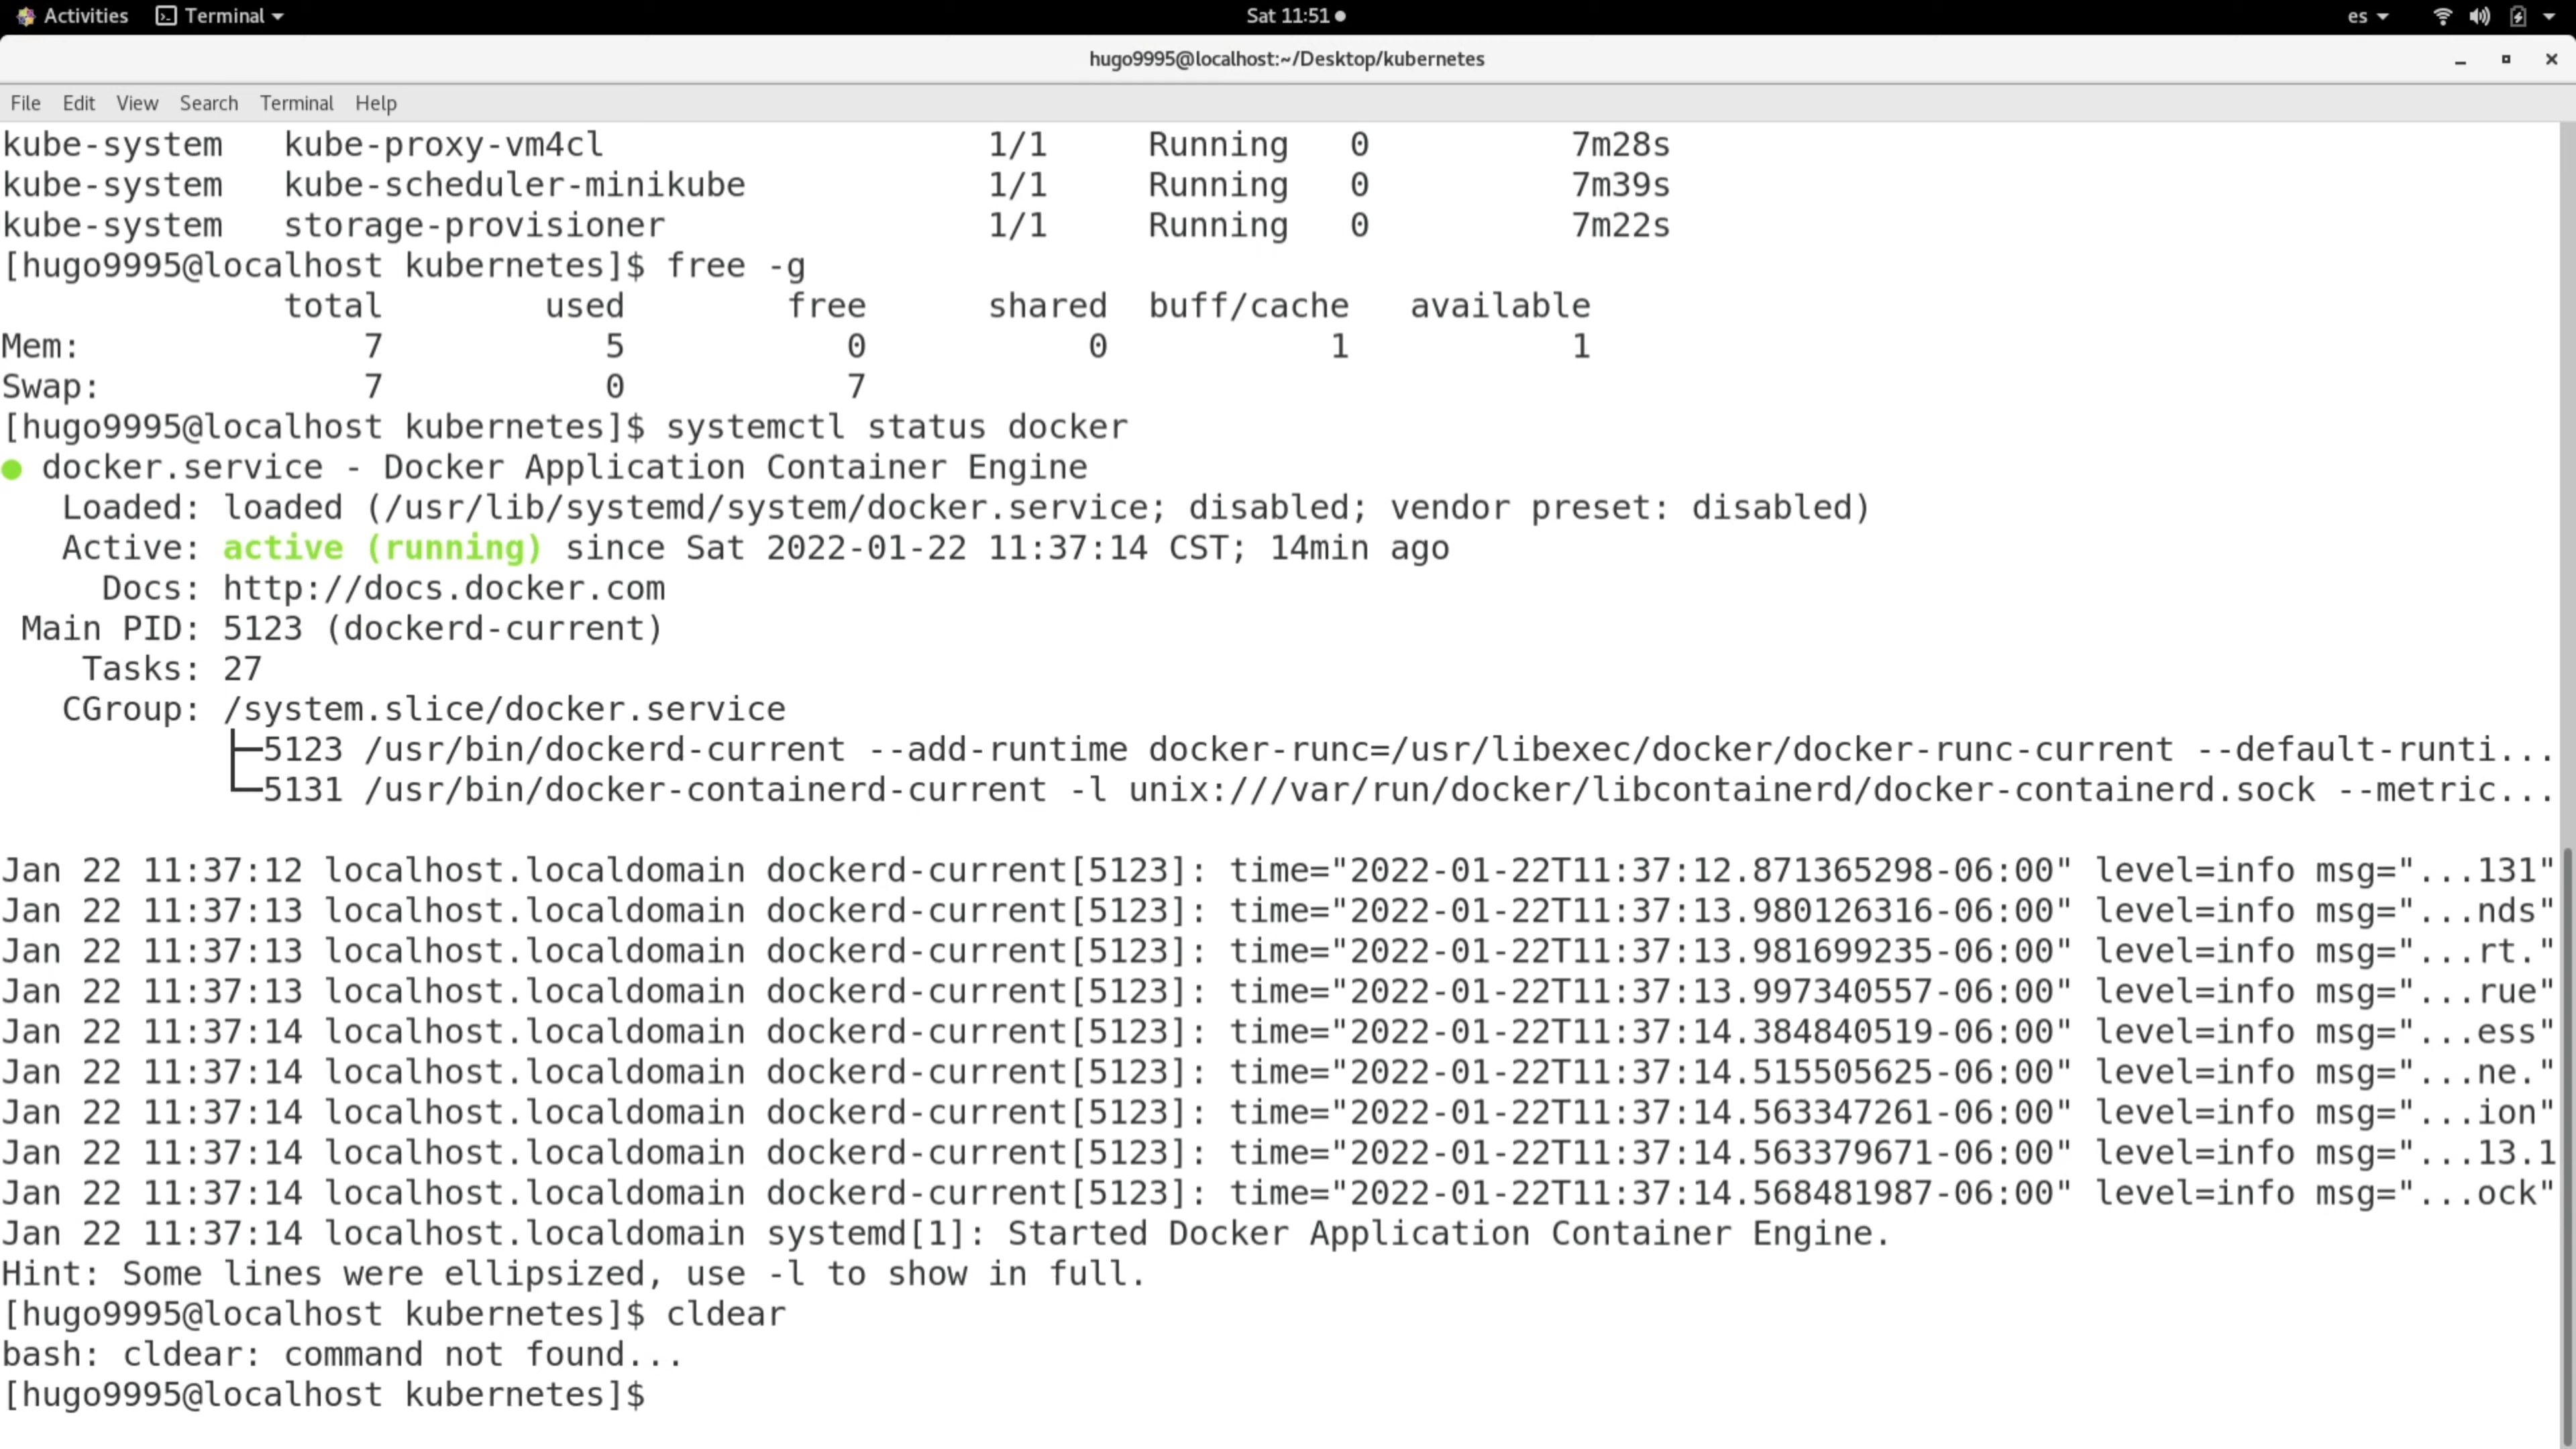 Activities Terminal Sat 11:51 es
hugo9995@localhost:~/Desktop/kubernetes
File Edit View Search Terminal Help
kube-system   kube-proxy-vm4cl                   1/1     Running   0          7m28s
kube-system   kube-scheduler-minikube            1/1     Running   0          7m39s
kube-system   storage-provisioner                1/1     Running   0          7m22s
[hugo9995@localhost kubernetes]$ free -g
              total        used        free      shared  buff/cache   available
Mem:              7           5           0           0           1           1
Swap:             7           0           7
[hugo9995@localhost kubernetes]$ systemctl status docker
● docker.service - Docker Application Container Engine
   Loaded: loaded (/usr/lib/systemd/system/docker.service; disabled; vendor preset: disabled)
   Active: active (running) since Sat 2022-01-22 11:37:14 CST; 14min ago
     Docs: http://docs.docker.com
 Main PID: 5123 (dockerd-current)
    Tasks: 27
   CGroup: /system.slice/docker.service
           ├─5123 /usr/bin/dockerd-current --add-runtime docker-runc=/usr/libexec/docker/docker-runc-current --default-runti...
           └─5131 /usr/bin/docker-containerd-current -l unix:///var/run/docker/libcontainerd/docker-containerd.sock --metric...
Jan 22 11:37:12 localhost.localdomain dockerd-current[5123]: time="2022-01-22T11:37:12.871365298-06:00" level=info msg="...131"
Jan 22 11:37:13 localhost.localdomain dockerd-current[5123]: time="2022-01-22T11:37:13.980126316-06:00" level=info msg="...nds"
Jan 22 11:37:13 localhost.localdomain dockerd-current[5123]: time="2022-01-22T11:37:13.981699235-06:00" level=info msg="...rt."
Jan 22 11:37:13 localhost.localdomain dockerd-current[5123]: time="2022-01-22T11:37:13.997340557-06:00" level=info msg="...rue"
Jan 22 11:37:14 localhost.localdomain dockerd-current[5123]: time="2022-01-22T11:37:14.384840519-06:00" level=info msg="...ess"
Jan 22 11:37:14 localhost.localdomain dockerd-current[5123]: time="2022-01-22T11:37:14.515505625-06:00" level=info msg="...ne."
Jan 22 11:37:14 localhost.localdomain dockerd-current[5123]: time="2022-01-22T11:37:14.563347261-06:00" level=info msg="...ion"
Jan 22 11:37:14 localhost.localdomain dockerd-current[5123]: time="2022-01-22T11:37:14.563379671-06:00" level=info msg="...13.1
Jan 22 11:37:14 localhost.localdomain dockerd-current[5123]: time="2022-01-22T11:37:14.568481987-06:00" level=info msg="...ock"
Jan 22 11:37:14 localhost.localdomain systemd[1]: Started Docker Application Container Engine.
Hint: Some lines were ellipsized, use -l to show in full.
[hugo9995@localhost kubernetes]$ cldear
bash: cldear: command not found...
[hugo9995@localhost kubernetes]$